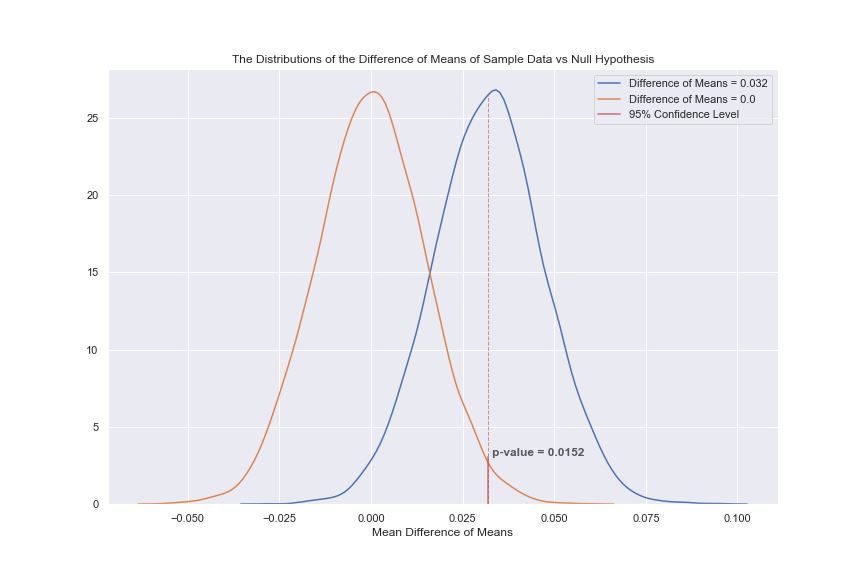 The Distributions of the Difference of Means of Sample Data vs Null Hypothesis
Difference of Means = 0.032
Difference of Means = 0.0
95% Confidence Level
25
20
15
10
5
0
p-value = 0.0152
−0.050
−0.025
0.000
0.025
0.050
0.075
0.100
Mean Difference of Means